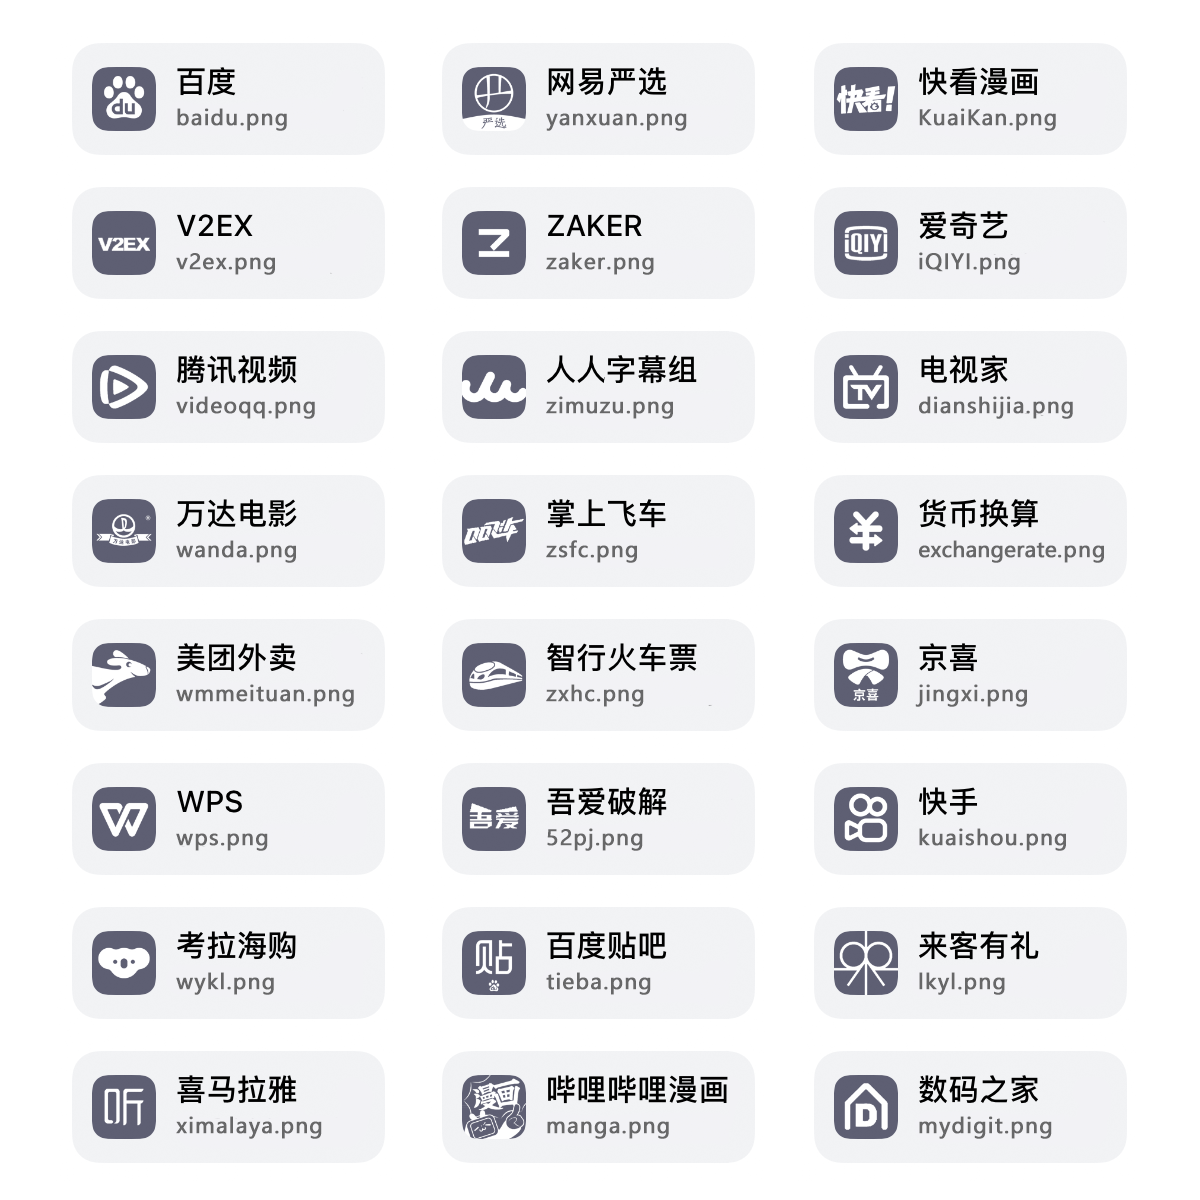 du
百度
baidu.png
严选
网易严选
yanxuan.png
快看!
快看漫画
KuaiKan.png
V2EX
V2EX
v2ex.png
Z
ZAKER
zaker.png
iQIYI
爱奇艺
iQIYI.png
腾讯视频
videoqq.png
人人字幕组
zimuzu.png
TV
电视家
dianshijia.png
万达电影
万达电影
wanda.png
QQ飞车
掌上飞车
zsfc.png
货币换算
exchangerate.png
美团外卖
wmmeituan.png
智行火车票
zxhc.png
京喜
京喜
jingxi.png
W
WPS
wps.png
吾爱
吾爱破解
52pj.png
快手
kuaishou.png
考拉海购
wykl.png
贴
百度贴吧
tieba.png
来客有礼
lkyl.png
听
喜马拉雅
ximalaya.png
漫画
哔哩哔哩漫画
manga.png
D
数码之家
mydigit.png